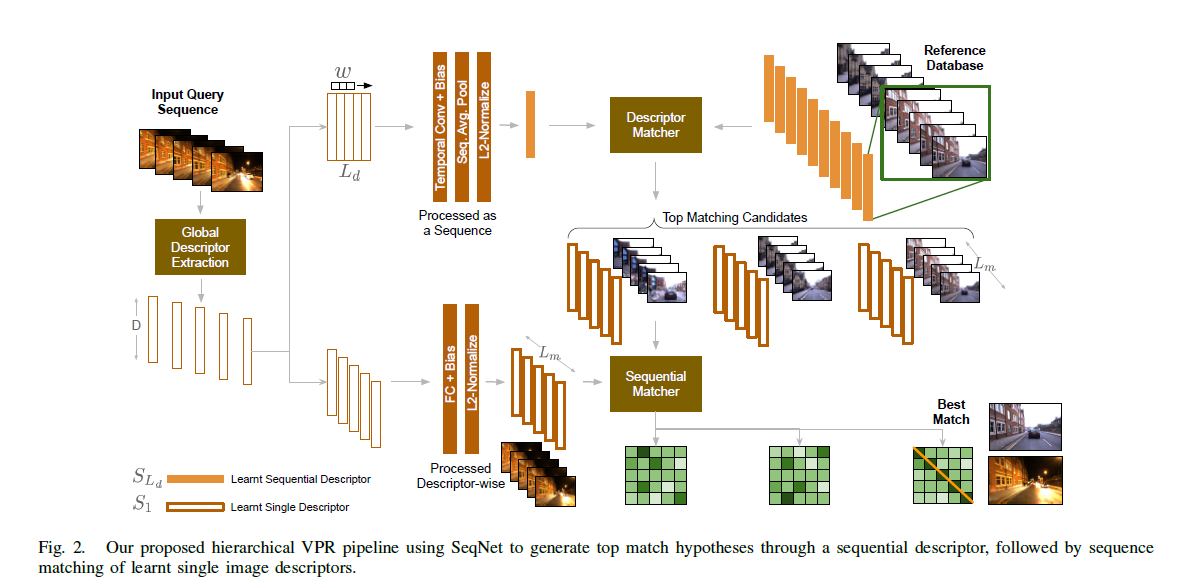 Input Query
Sequence
w
L_d
Temporal Conv + Bias
Seq. Avg. Pool
L2-Normalize
Processed as
a Sequence
Descriptor
Matcher
Reference
Database
Top Matching Candidates
L_m
Global
Descriptor
Extraction
D
FC + Bias
L2-Normalize
Processed
Descriptor-wise
L_m
Sequential
Matcher
Best
Match
S_{L_d} Learnt Sequential Descriptor
S_1 Learnt Single Descriptor
Fig. 2. Our proposed hierarchical VPR pipeline using SeqNet to generate top match hypotheses through a sequential descriptor, followed by sequence
matching of learnt single image descriptors.